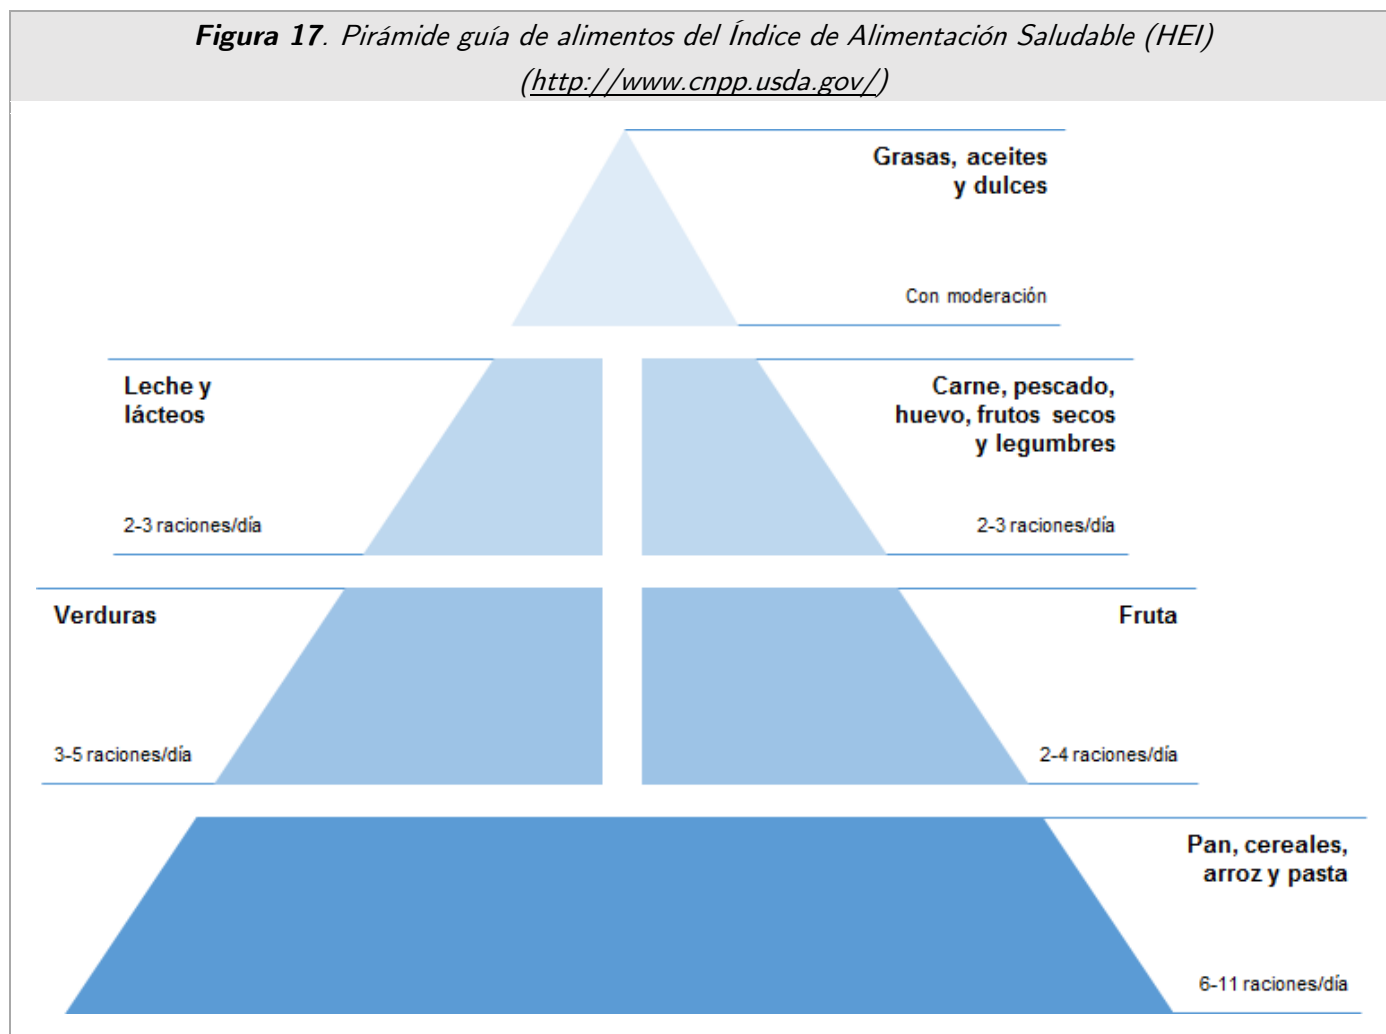 Figura 17. Pirámide guía de alimentos del Índice de Alimentación Saludable (HEI)
(http://www.cnpp.usda.gov/)
Grasas, aceites
y dulces
Con moderación
Leche y
lácteos
2-3 raciones/día
Carne, pescado,
huevo, frutos secos
y legumbres
2-3 raciones/día
Verduras
3-5 raciones/día
Fruta
2-4 raciones/día
Pan, cereales,
arroz y pasta
6-11 raciones/día